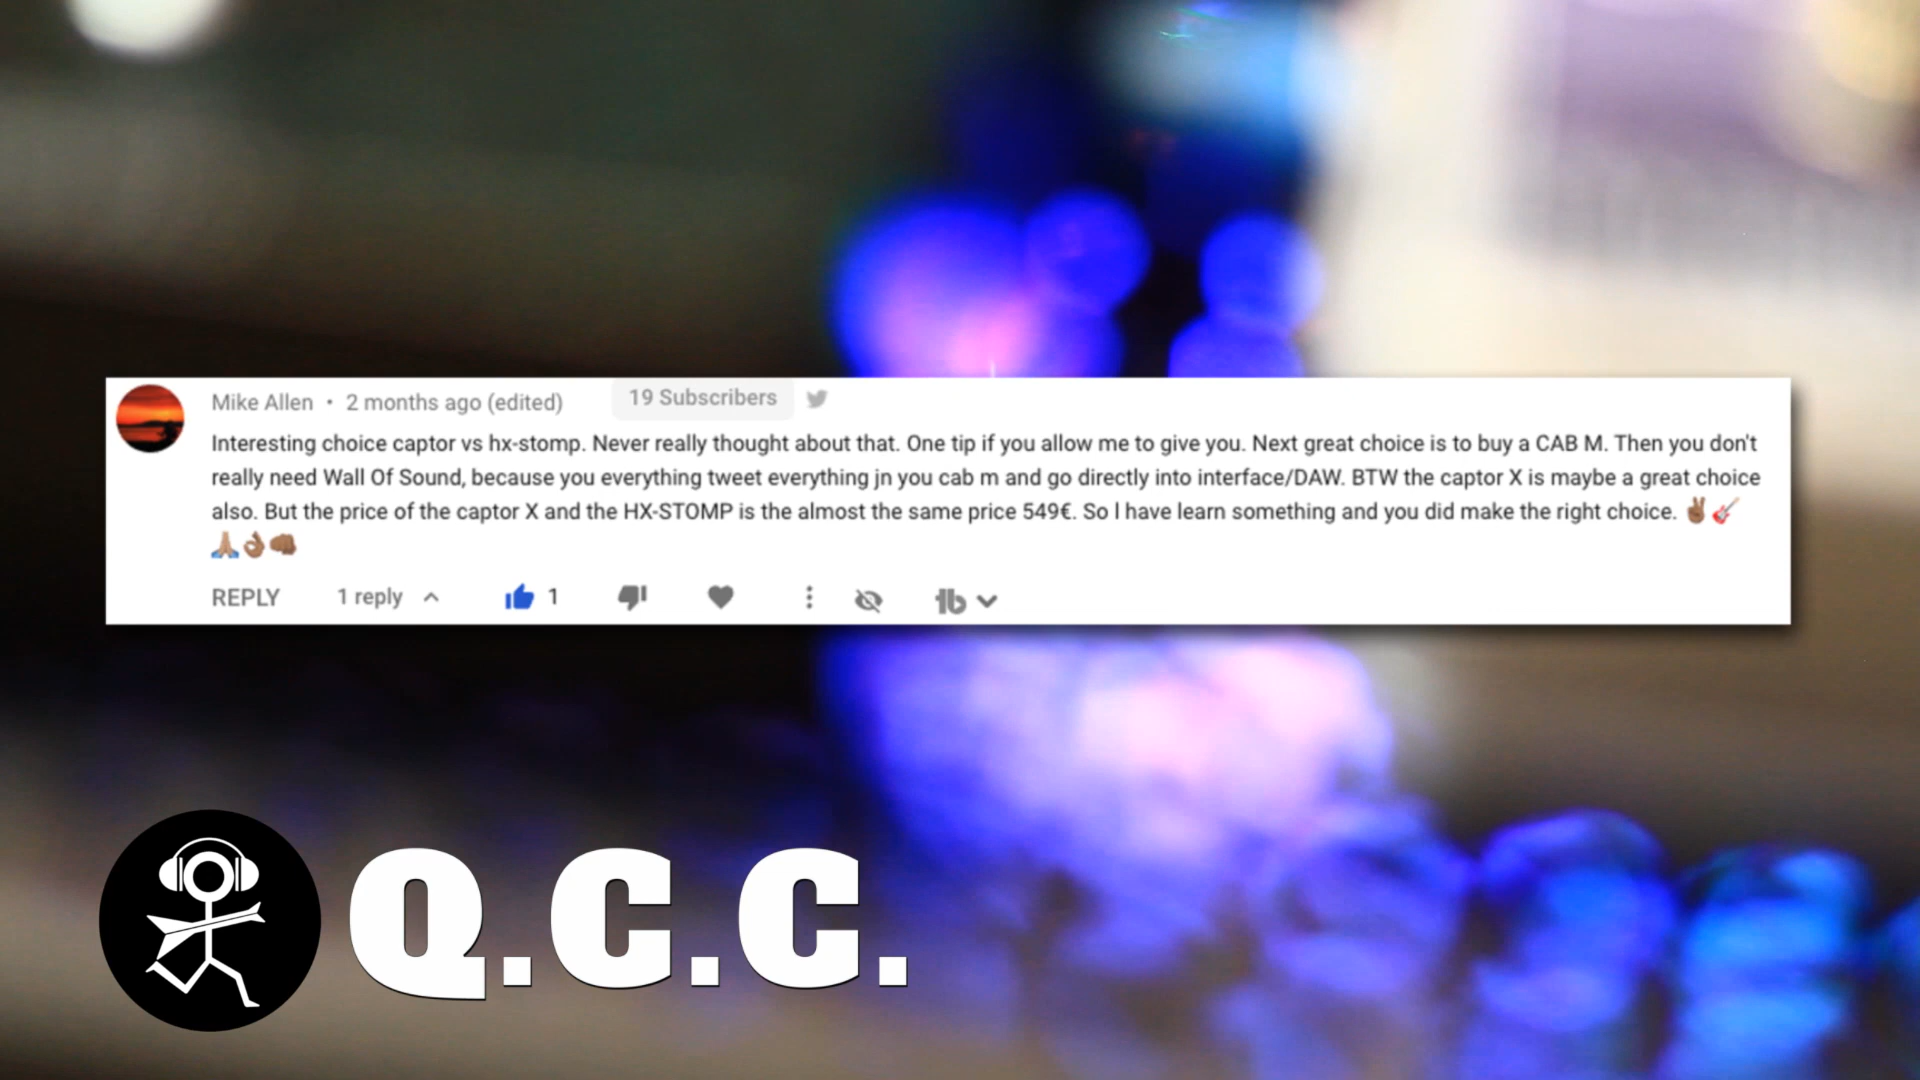 Mike Allen • 2 months ago (edited) 19 Subscribers
Interesting choice captor vs hx-stomp. Never really thought about that. One tip if you allow me to give you. Next great choice is to buy a CAB M. Then you don't
really need Wall Of Sound, because you everything tweet everything jn you cab m and go directly into interface/DAW. BTW the captor X is maybe a great choice
also. But the price of the captor X and the HX-STOMP is the almost the same price 549€. So I have learn something and you did make the right choice. ✌🏾🎸
🙏🏽👌🏽👊🏾
REPLY 1 reply 1
Q.C.C.